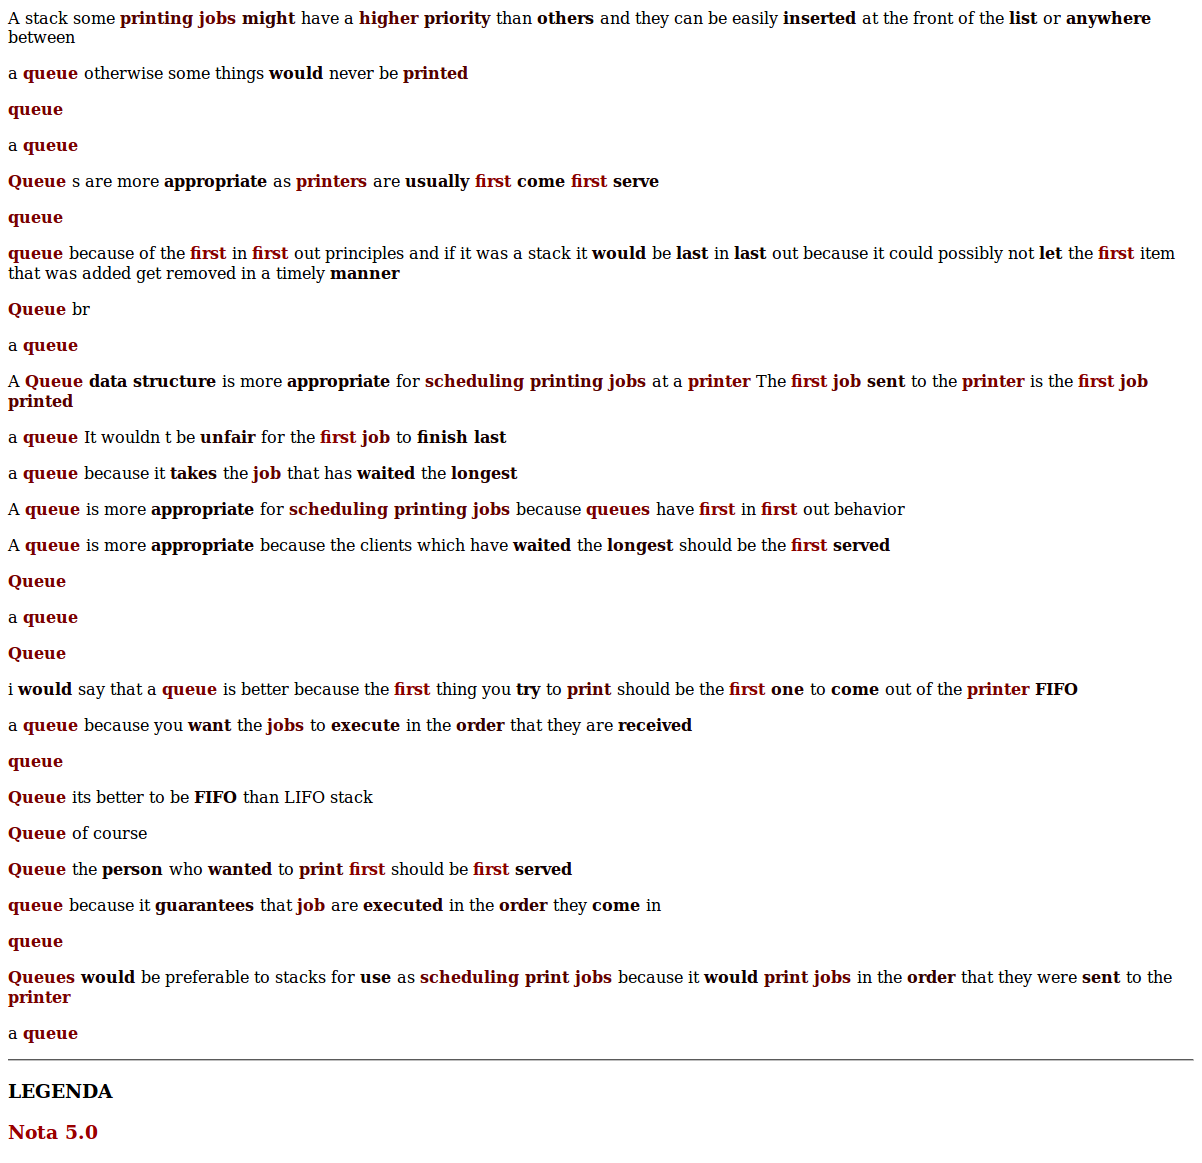 A stack some printing jobs might have a higher priority than others and they can be easily inserted at the front of the list or anywhere
between
a queue otherwise some things would never be printed
queue
a queue
Queue s are more appropriate as printers are usually first come first serve
queue
queue because of the first in first out principles and if it was a stack it would be last in last out because it could possibly not let the first item
that was added get removed in a timely manner
Queue br
a queue
A Queue data structure is more appropriate for scheduling printing jobs at a printer The first job sent to the printer is the first job
printed
a queue It wouldn t be unfair for the first job to finish last
a queue because it takes the job that has waited the longest
A queue is more appropriate for scheduling printing jobs because queues have first in first out behavior
A queue is more appropriate because the clients which have waited the longest should be the first served
Queue
a queue
Queue
i would say that a queue is better because the first thing you try to print should be the first one to come out of the printer FIFO
a queue because you want the jobs to execute in the order that they are received
queue
Queue its better to be FIFO than LIFO stack
Queue of course
Queue the person who wanted to print first should be first served
queue because it guarantees that job are executed in the order they come in
queue
Queues would be preferable to stacks for use as scheduling print jobs because it would print jobs in the order that they were sent to the
printer
a queue
LEGENDA
Nota 5.0